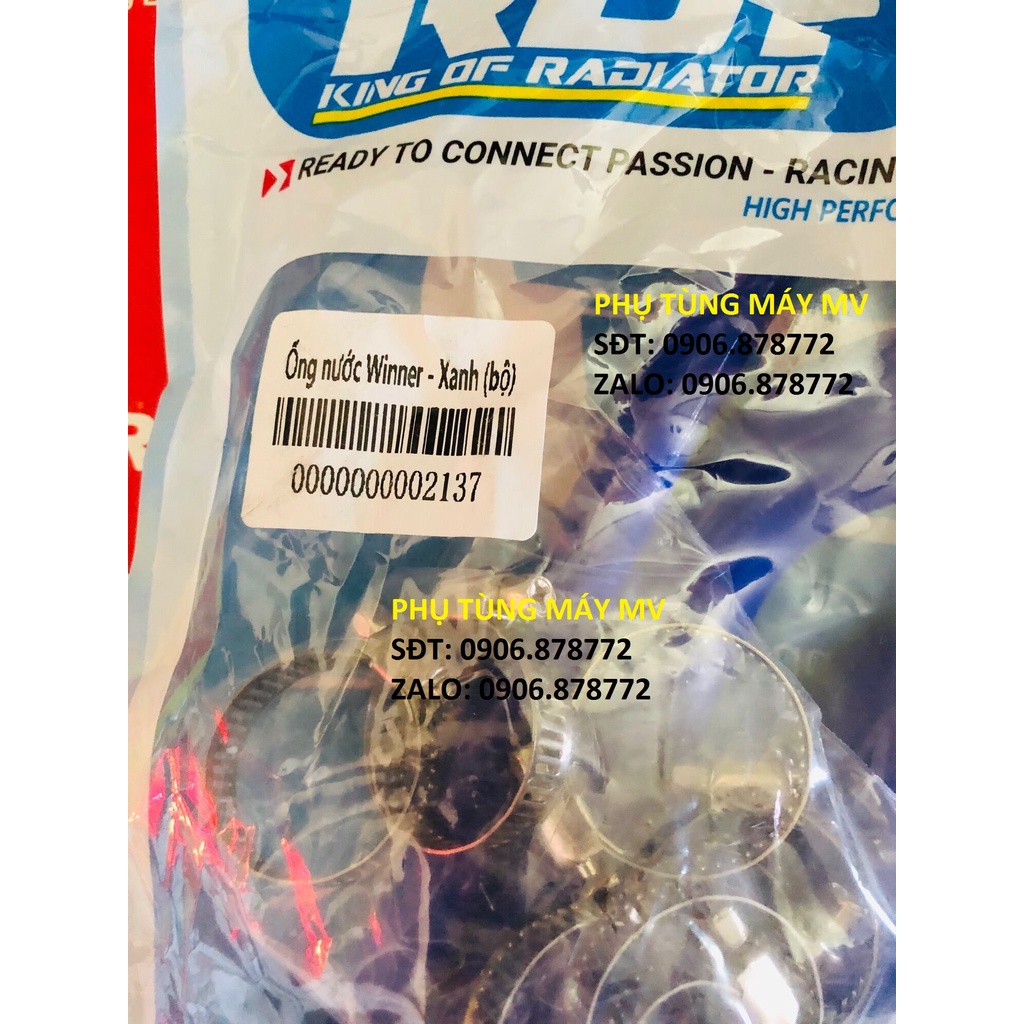 KING OF RADIATOR
READY TO CONNECT PASSION - RACIN
HIGH PERFO
PHỤ TÙNG MÁY MV
SĐT: 0906.878772
ZALO: 0906.878772
Ống nước Winner - Xanh (bộ)
0000000002137
PHỤ TÙNG MÁY MV
SĐT: 0906.878772
ZALO: 0906.878772